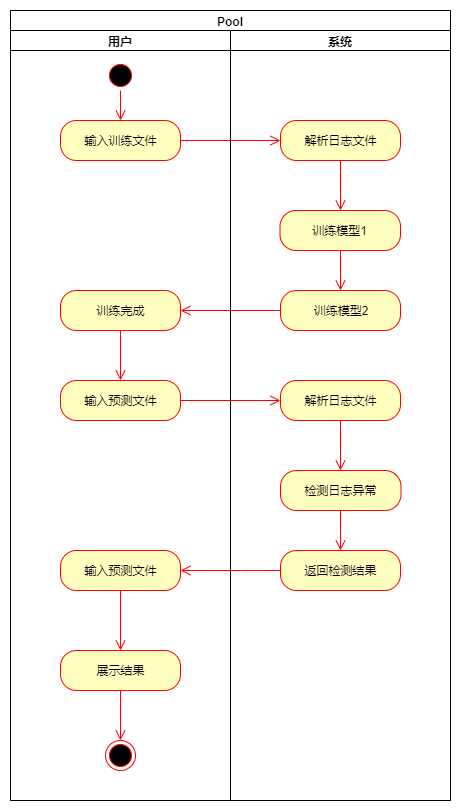 Pool
用户
系统
输入训练文件
解析日志文件
训练模型1
训练完成
训练模型2
输入预测文件
解析日志文件
检测日志异常
输入预测文件
返回检测结果
展示结果